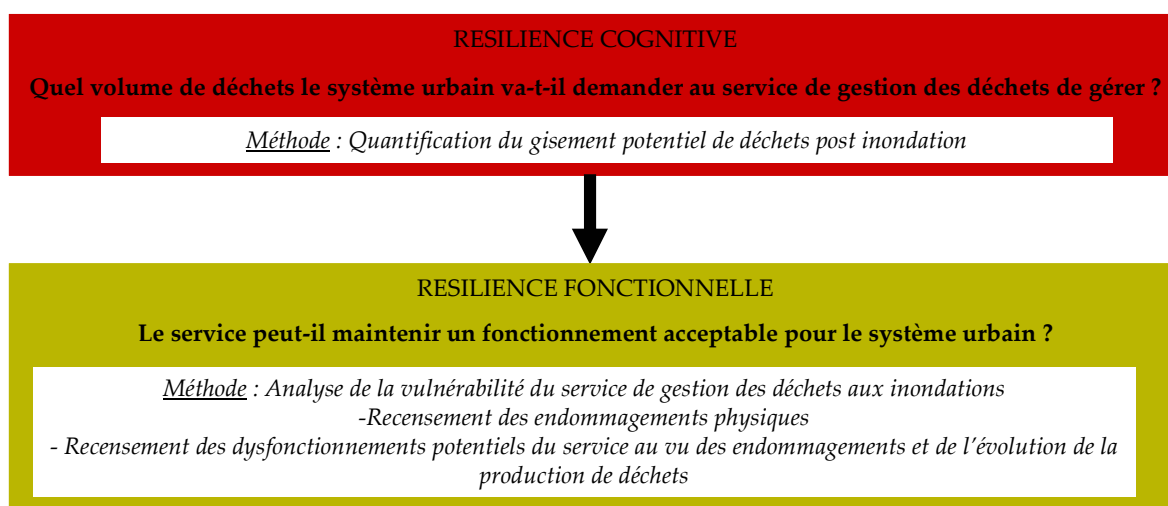 RESILIENCE COGNITIVE
Quel volume de déchets le système urbain va-t-il demander au service de gestion des déchets de gérer ?
Méthode : Quantification du gisement potentiel de déchets post inondation
RESILIENCE FONCTIONNELLE
Le service peut-il maintenir un fonctionnement acceptable pour le système urbain ?
Méthode : Analyse de la vulnérabilité du service de gestion des déchets aux inondations
-Recensement des endommagements physiques
- Recensement des dysfonctionnements potentiels du service au vu des endommagements et de l'évolution de la
production de déchets